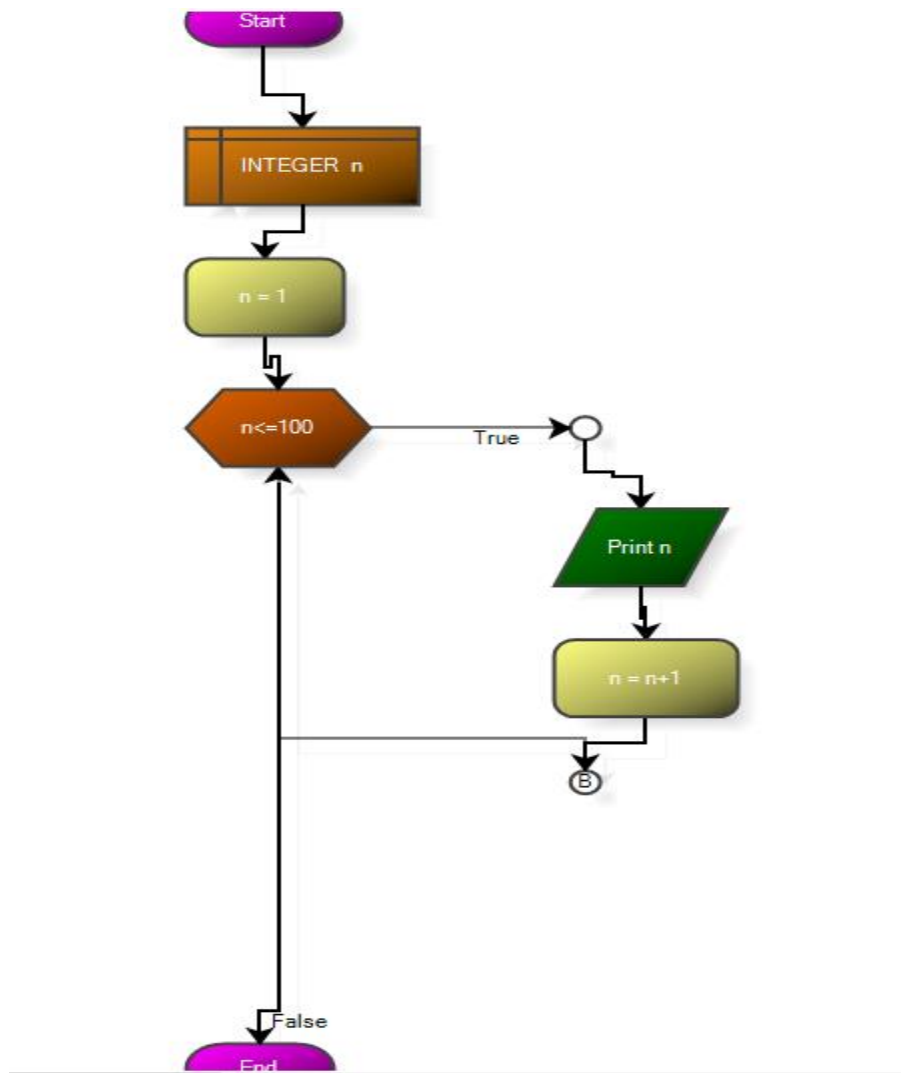 Start
INTEGER n
n = 1
n<=100
True
Print n
n = n+1
B
False
End